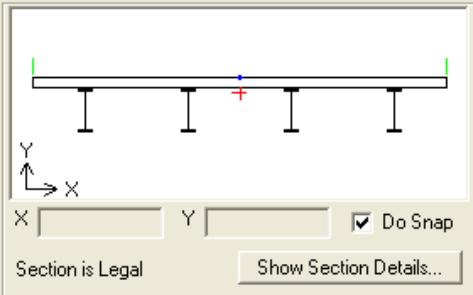 Y
X
X Y Do Snap
Section is Legal Show Section Details...